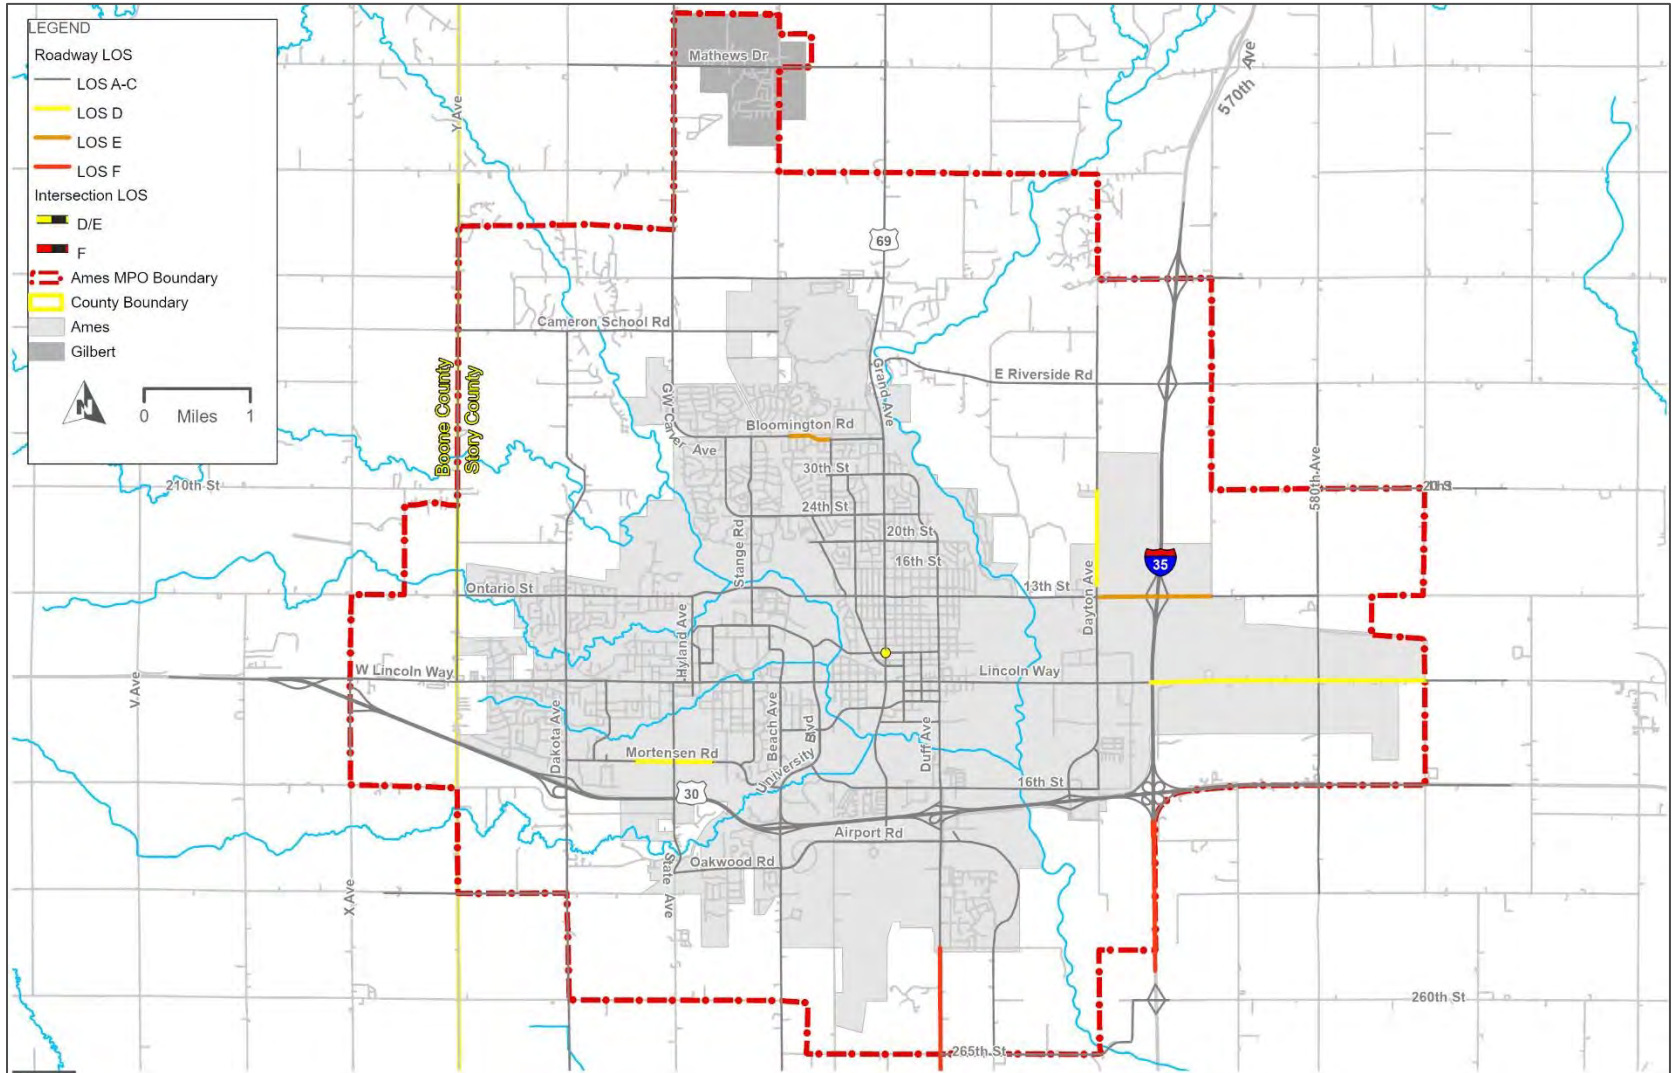 LEGEND
Roadway LOS
LOS A-C
LOS D
LOS E
LOS F
Intersection LOS
D/E
F
Ames MPO Boundary
County Boundary
Ames
Gilbert
N
0 Miles 1
Mathews Dr
570th Ave
Y Ave
69
Cameron School Rd
Boone County
Story County
GW Carver Ave
Grand Ave
E Riverside Rd
Bloomington Rd
30th St
210th St
24th St
580th Ave
20th St
Stange Rd
16th St
35
Ontario St
13th St
Dayton Ave
Hyland Ave
W Lincoln Way
Lincoln Way
V Ave
Dakota Ave
Beach Ave
University Blvd
Duff Ave
Mortensen Rd
16th St
30
Airport Rd
Oakwood Rd
State Ave
X Ave
260th St
265th St